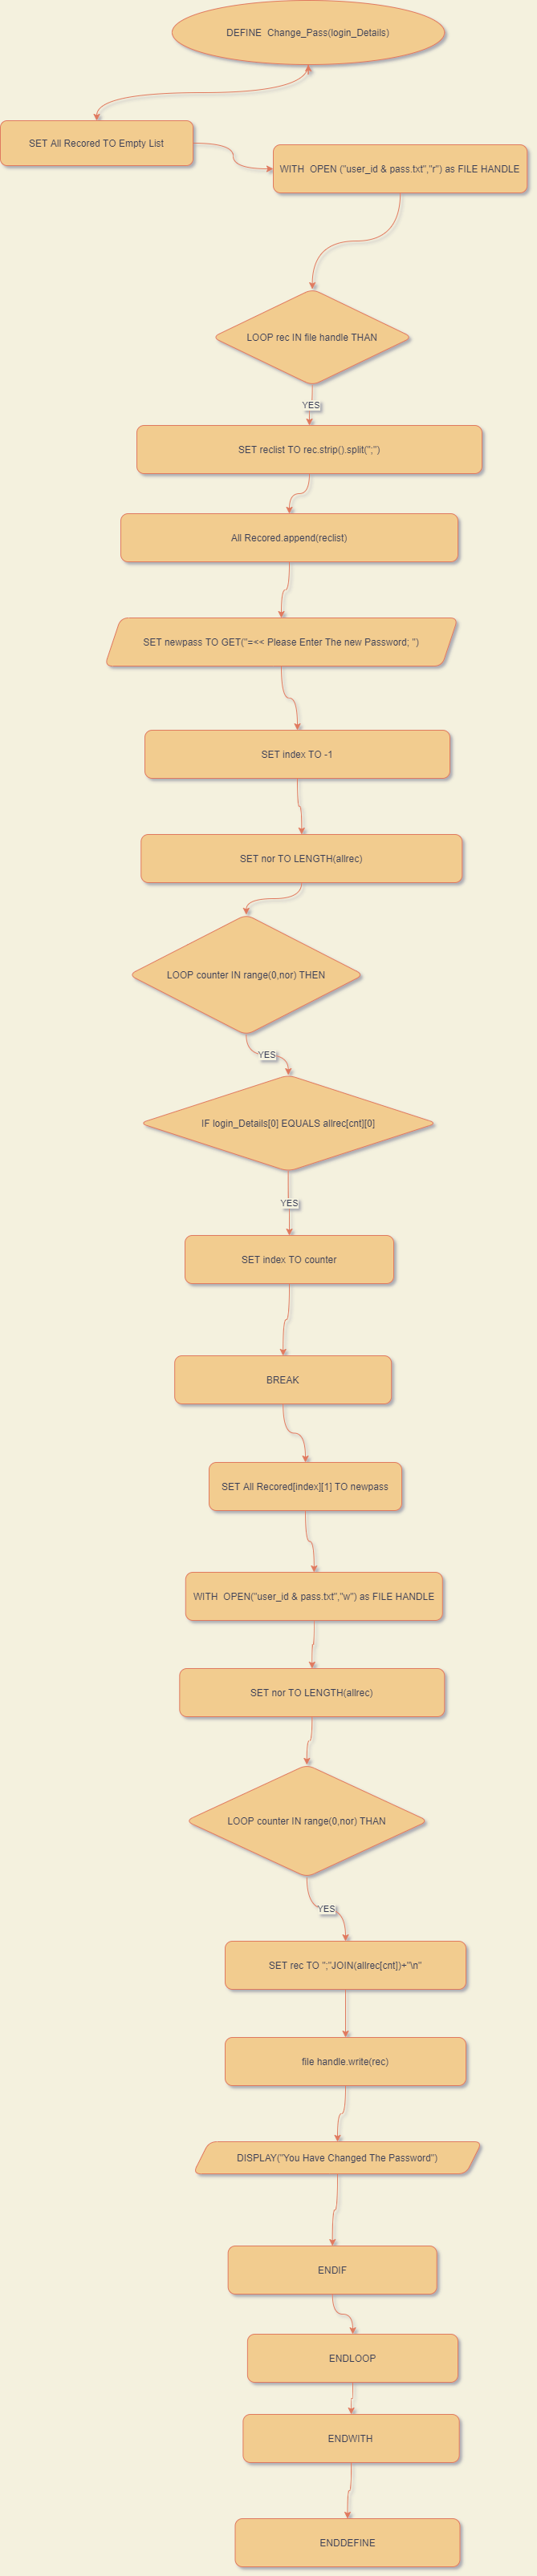 DEFINE  Change_Pass(login_Details)
SET All Recored TO Empty List
WITH  OPEN ("user_id & pass.txt","r") as FILE HANDLE
LOOP rec IN file handle THAN
YES
SET reclist TO rec.strip().split(";")
All Recored.append(reclist)
SET newpass TO GET("=<< Please Enter The new Password; ")
SET index TO -1
SET nor TO LENGTH(allrec)
LOOP counter IN range(0,nor) THEN
YES
IF login_Details[0] EQUALS allrec[cnt][0]
YES
SET index TO counter
BREAK
SET All Recored[index][1] TO newpass
WITH  OPEN("user_id & pass.txt","w") as FILE HANDLE
SET nor TO LENGTH(allrec)
LOOP counter IN range(0,nor) THAN
YES
SET rec TO ";"JOIN(allrec[cnt])+"\n"
file handle.write(rec)
DISPLAY("You Have Changed The Password")
ENDIF
ENDLOOP
ENDWITH
ENDDEFINE